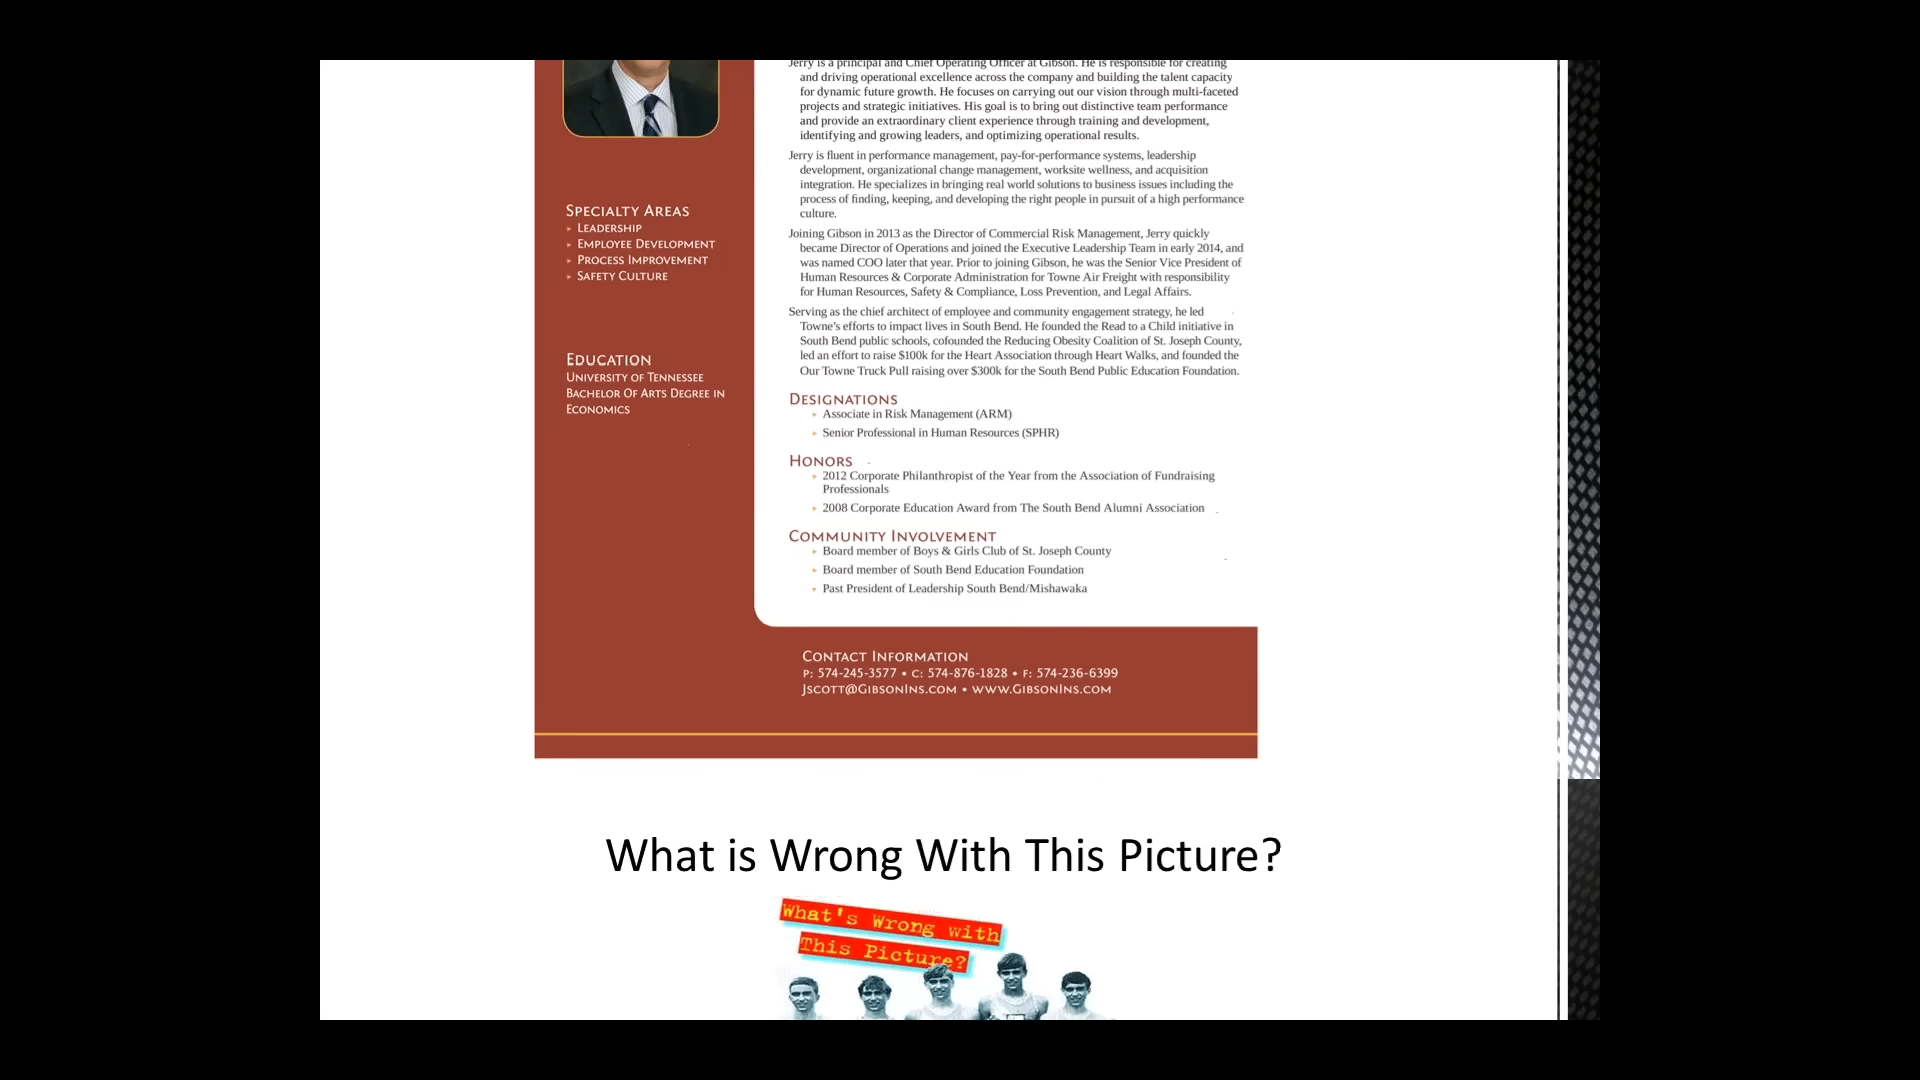 Jerry is a principal and Chief Operating Officer at Gibson. He is responsible for creating
and driving operational excellence across the company and building the talent capacity
for dynamic future growth. He focuses on carrying out our vision through multi-faceted
projects and strategic initiatives. His goal is to bring out distinctive team performance
and provide an extraordinary client experience through training and development,
identifying and growing leaders, and optimizing operational results.
Jerry is fluent in performance management, pay-for-performance systems, leadership
development, organizational change management, worksite wellness, and acquisition
integration. He specializes in bringing real world solutions to business issues including the
process of finding, keeping, and developing the right people in pursuit of a high performance
culture.
Joining Gibson in 2013 as the Director of Commercial Risk Management, Jerry quickly
became Director of Operations and joined the Executive Leadership Team in early 2014, and
was named COO later that year. Prior to joining Gibson, he was the Senior Vice President of
Human Resources & Corporate Administration for Towne Air Freight with responsibility
for Human Resources, Safety & Compliance, Loss Prevention, and Legal Affairs.
Serving as the chief architect of employee and community engagement strategy, he led
Towne's efforts to impact lives in South Bend. He founded the Read to a Child initiative in
South Bend public schools, cofounded the Reducing Obesity Coalition of St. Joseph County,
led an effort to raise $100k for the Heart Association through Heart Walks, and founded the
Our Towne Truck Pull raising over $300k for the South Bend Public Education Foundation.
Specialty Areas
▸ Leadership
▸ Employee Development
▸ Process Improvement
▸ Safety Culture
Education
University of Tennessee
Bachelor Of Arts Degree in
Economics
Designations
▸ Associate in Risk Management (ARM)
▸ Senior Professional in Human Resources (SPHR)
Honors
▸ 2012 Corporate Philanthropist of the Year from the Association of Fundraising
Professionals
▸ 2008 Corporate Education Award from The South Bend Alumni Association
Community Involvement
▸ Board member of Boys & Girls Club of St. Joseph County
▸ Board member of South Bend Education Foundation
▸ Past President of Leadership South Bend/Mishawaka
Contact Information
p: 574-245-3577 • c: 574-876-1828 • f: 574-236-6399
Jscott@GibsonIns.com • www.GibsonIns.com
What is Wrong With This Picture?
What's Wrong with
This Picture?